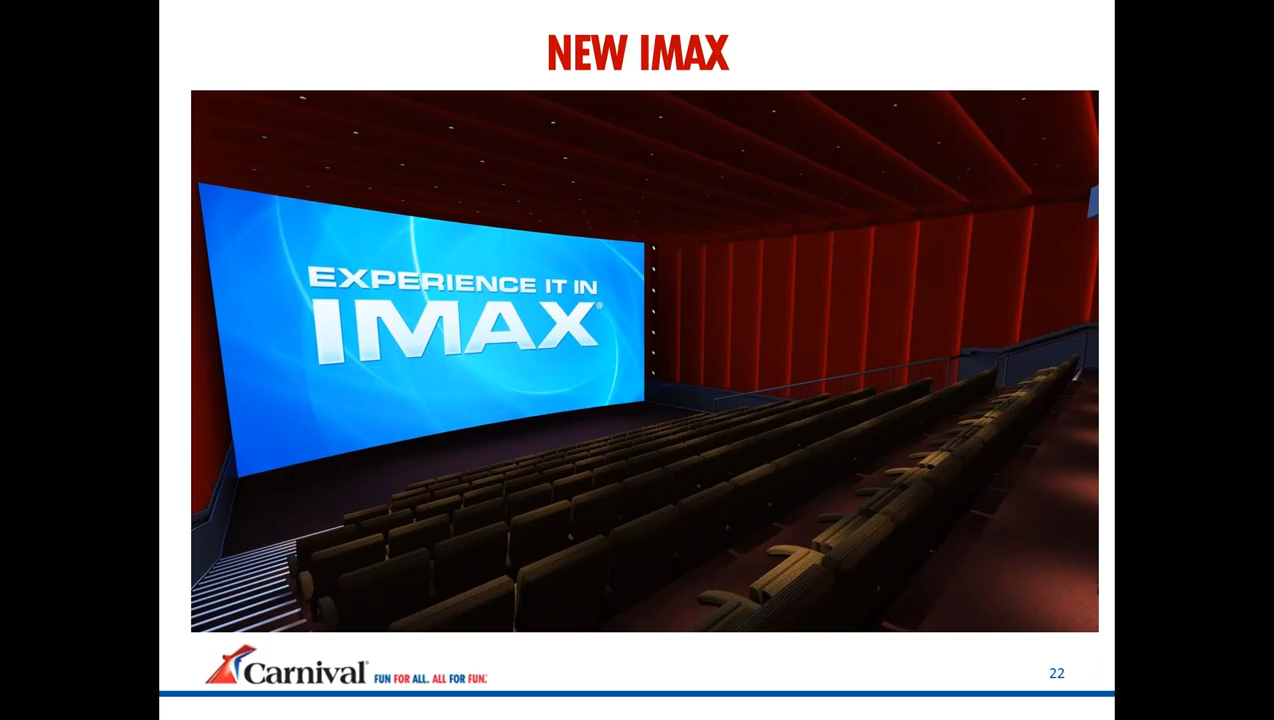 NEW IMAX
EXPERIENCE IT IN
IMAX®
Carnival® FUN FOR ALL. ALL FOR FUN.
22